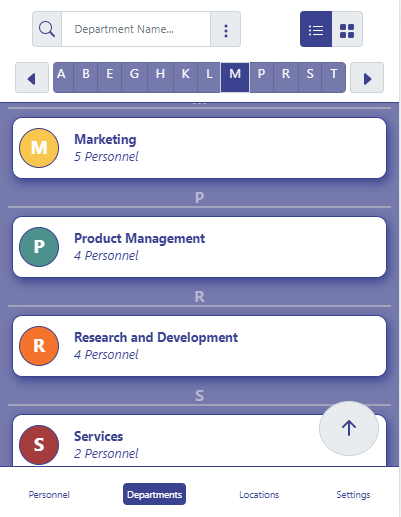 Department Name...
A B E G H K L M P R S T
M
M
Marketing
5 Personnel
P
P
Product Management
4 Personnel
R
R
Research and Development
4 Personnel
S
S
Services
2 Personnel
Personnel Departments Locations Settings